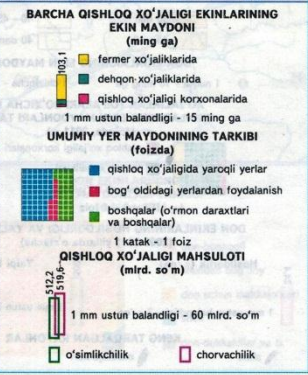 BARCHA QISHLOQ XO'JALIGI EKINLARINING
EKIN MAYDONI
(ming ga)
103,1
fermer xo'jaliklarida
dehqon xo'jaliklarida
qishloq xo'jaligi korxonalarida
1 mm ustun balandligi - 15 ming ga
UMUMIY YER MAYDONINING TARKIBI
(foizda)
qishloq xo'jaligida yaroqli yerlar
bog' oldidagi yerlardan foydalanish
boshqalar (o'rmon daraxtlari
va boshqalar)
1 katak - 1 foiz
QISHLOQ XO'JALIGI MAHSULOTI
(mlrd. so'm)
512,2
519,6
1 mm ustun balandligi - 60 mlrd. so'm
o'simlikchilik
chorvachilik